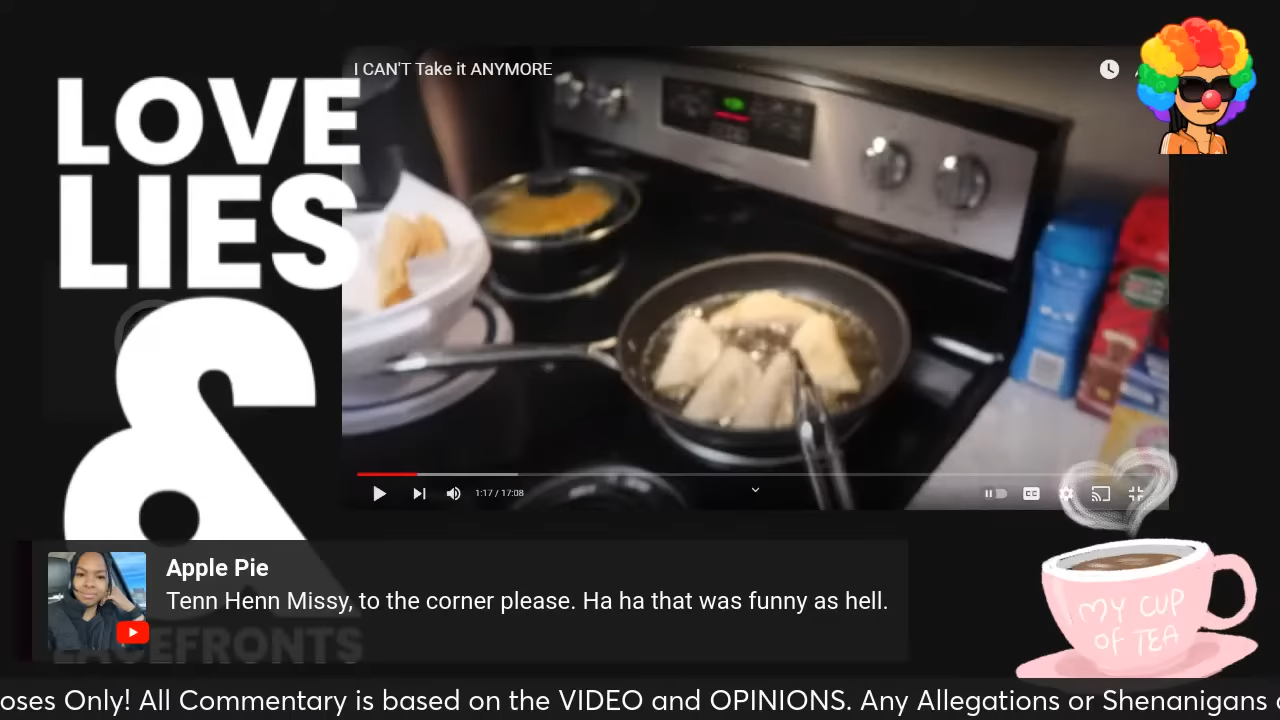 I CAN'T Take it ANYMORE
LOVE
LIES
&
LACEFRONTS
1:17 / 17:08
CC
Apple Pie
Tenn Henn Missy, to the corner please. Ha ha that was funny as hell.
MY CUP
OF TEA
oses Only! All Commentary is based on the VIDEO and OPINIONS. Any Allegations or Shenanigans